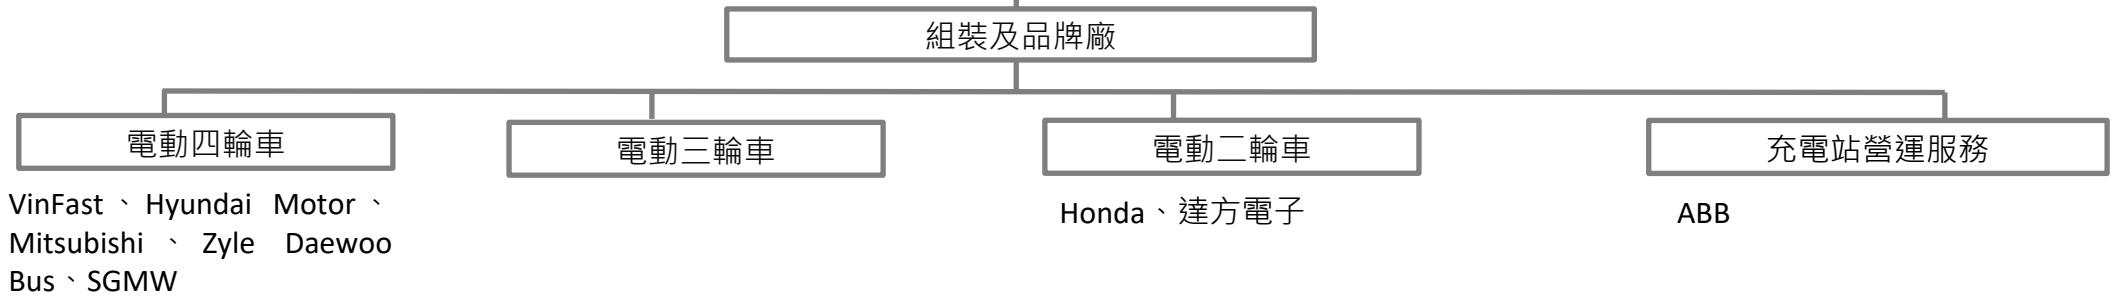 組裝及品牌廠
電動四輪車
電動三輪車
電動二輪車
充電站營運服務
VinFast、Hyundai Motor、
Mitsubishi、Zyle Daewoo
Bus、SGMW
Honda、達方電子
ABB